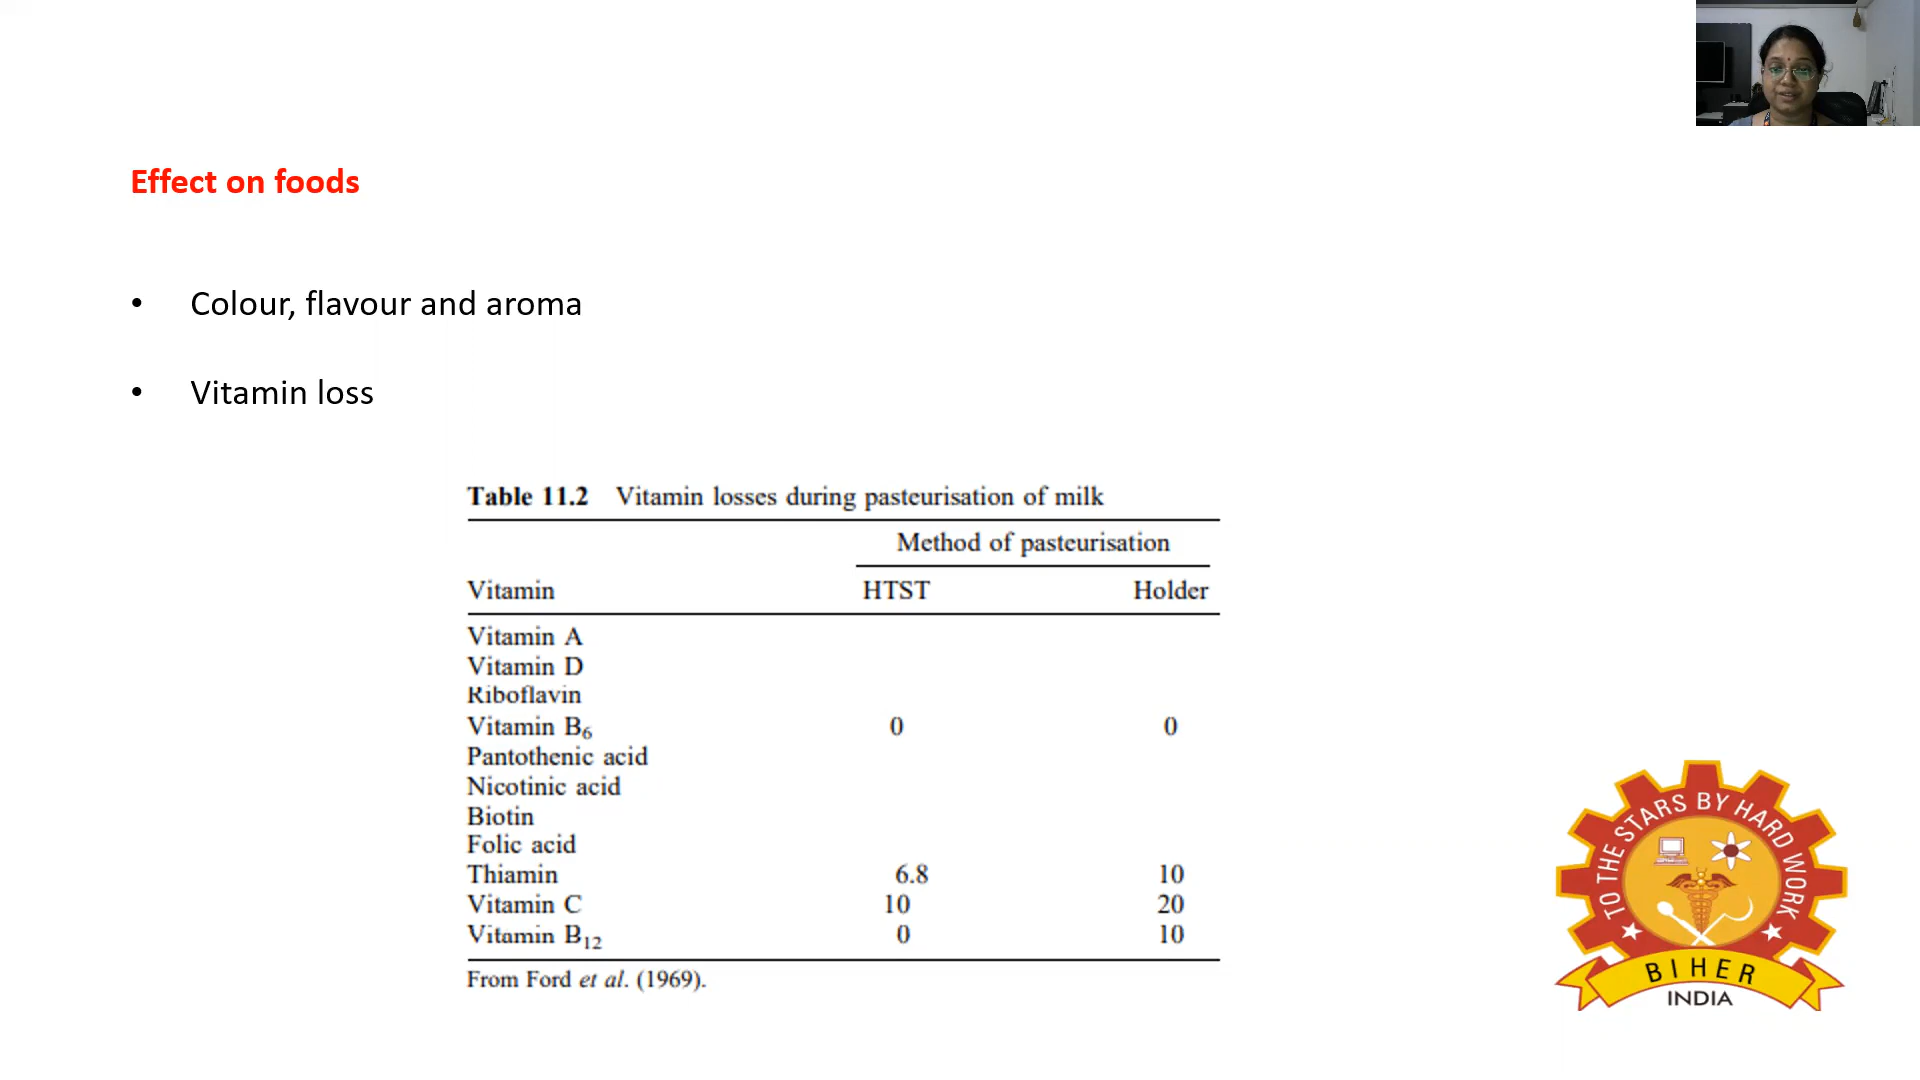 Effect on foods
• Colour, flavour and aroma
• Vitamin loss
Table 11.2 Vitamin losses during pasteurisation of milk
Method of pasteurisation
Vitamin HTST Holder
Vitamin A
Vitamin D
Riboflavin
Vitamin B6 0 0
Pantothenic acid
Nicotinic acid
Biotin
Folic acid
Thiamin 6.8 10
Vitamin C 10 20
Vitamin B12 0 10
From Ford et al. (1969).
TO THE STARS BY HARD WORK
BIHER
INDIA